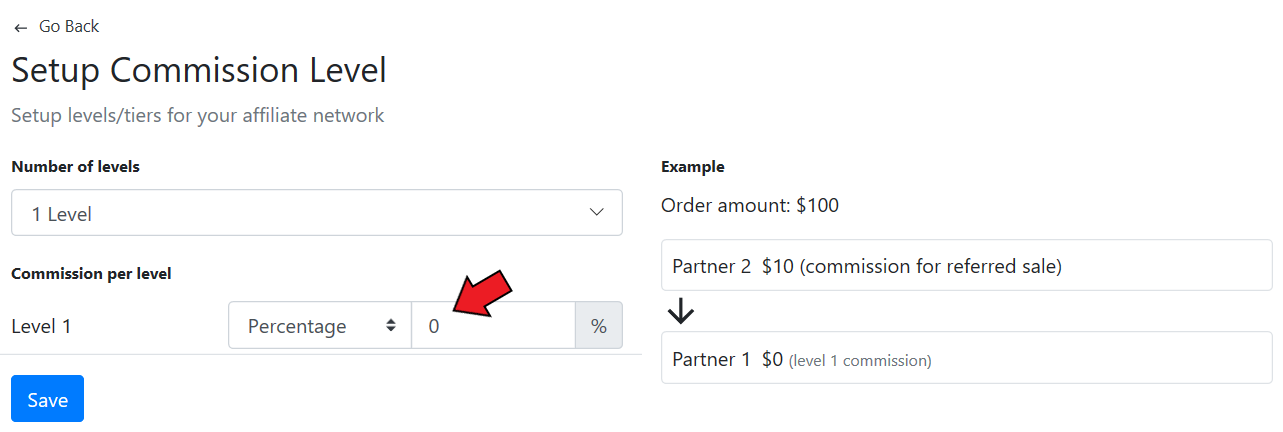 ← Go Back
Setup Commission Level
Setup levels/tiers for your affiliate network
Number of levels
1 Level
Commission per level
Level 1 Percentage 0 %
Save
Example
Order amount: $100
Partner 2 $10 (commission for referred sale)
Partner 1 $0 (level 1 commission)